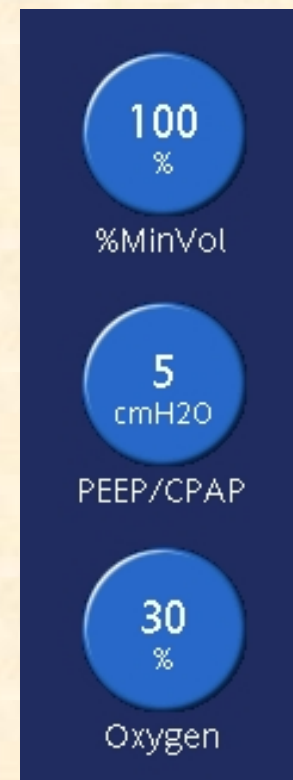 100
%
%MinVol
5
cmH2O
PEEP/CPAP
30
%
Oxygen